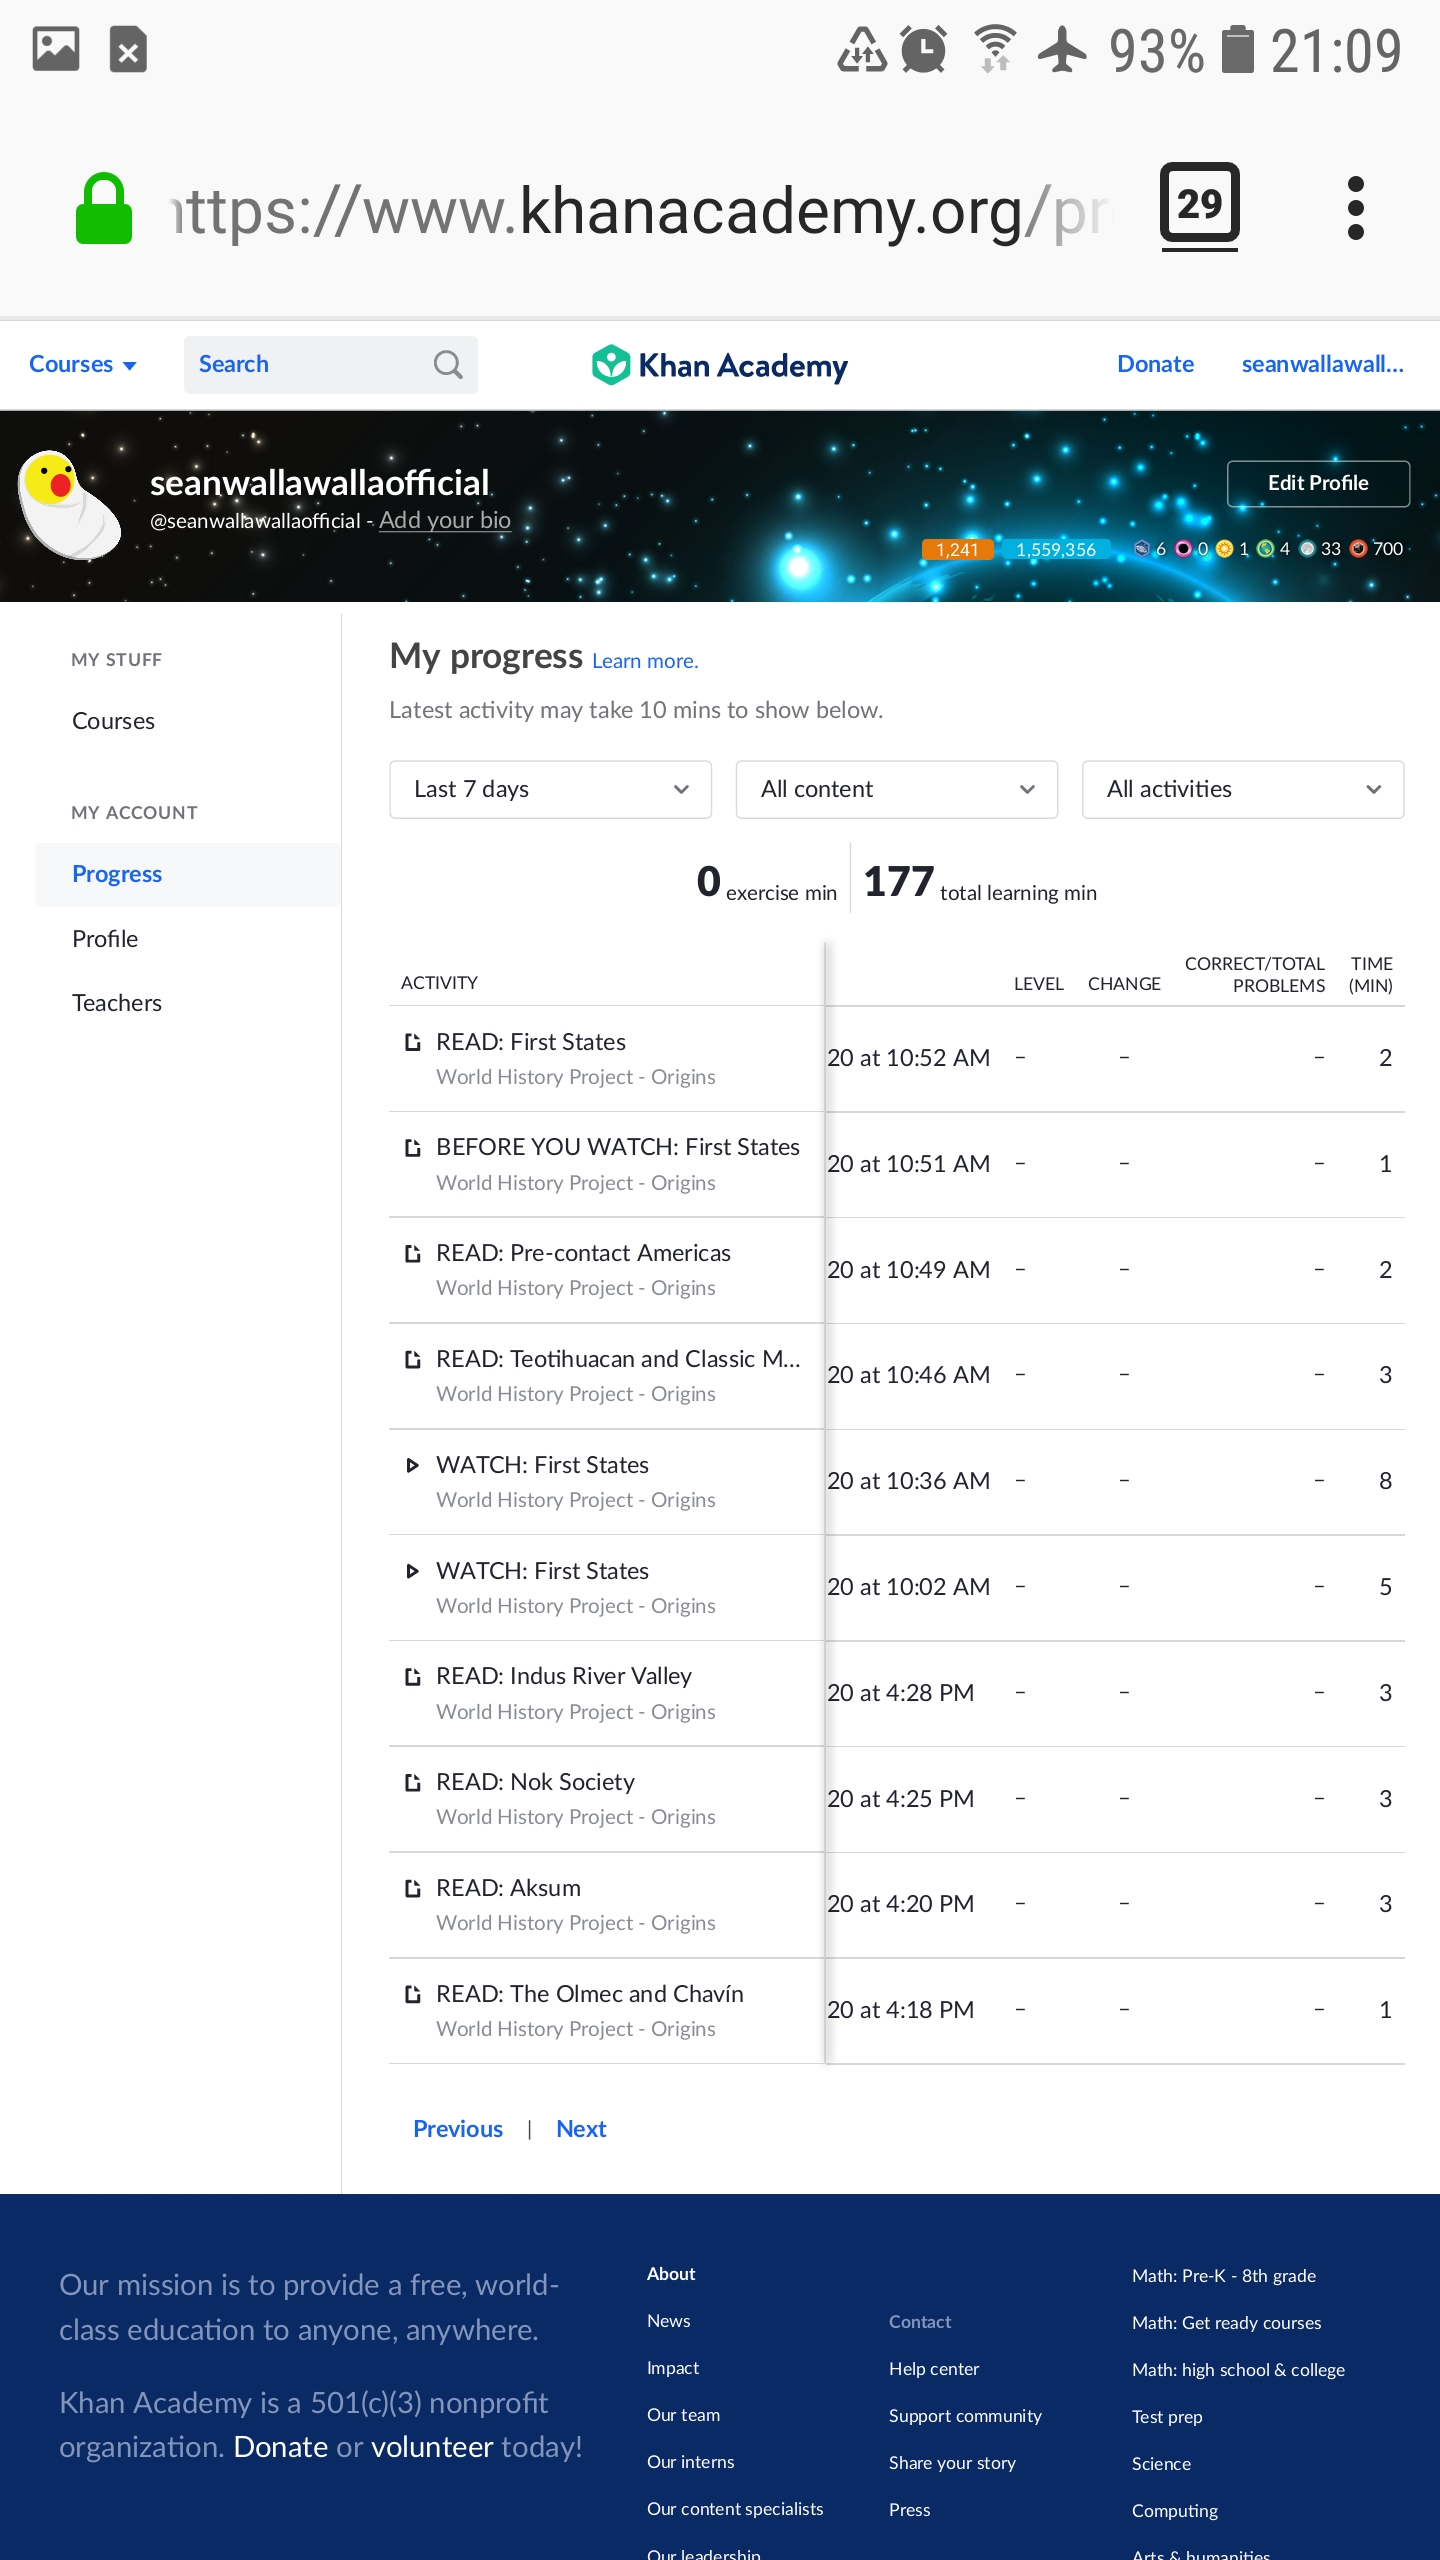 93% 21:09
https://www.khanacademy.org/pr
29
Courses
Search
Khan Academy
Donate
seanwallawall...
seanwallawallaofficial
@seanwallawallaofficial - Add your bio
Edit Profile
1,241 1,559,356 6 0 1 4 33 700
MY STUFF
Courses
MY ACCOUNT
Progress
Profile
Teachers
My progress Learn more.
Latest activity may take 10 mins to show below.
Last 7 days
All content
All activities
0 exercise min
177 total learning min
ACTIVITY LEVEL CHANGE CORRECT/TOTAL PROBLEMS TIME (MIN)
READ: First States
World History Project - Origins
20 at 10:52 AM – – – 2
BEFORE YOU WATCH: First States
World History Project - Origins
20 at 10:51 AM – – – 1
READ: Pre-contact Americas
World History Project - Origins
20 at 10:49 AM – – – 2
READ: Teotihuacan and Classic M...
World History Project - Origins
20 at 10:46 AM – – – 3
WATCH: First States
World History Project - Origins
20 at 10:36 AM – – – 8
WATCH: First States
World History Project - Origins
20 at 10:02 AM – – – 5
READ: Indus River Valley
World History Project - Origins
20 at 4:28 PM – – – 3
READ: Nok Society
World History Project - Origins
20 at 4:25 PM – – – 3
READ: Aksum
World History Project - Origins
20 at 4:20 PM – – – 3
READ: The Olmec and Chavín
World History Project - Origins
20 at 4:18 PM – – – 1
Previous | Next
Our mission is to provide a free, world-
class education to anyone, anywhere.
Khan Academy is a 501(c)(3) nonprofit
organization. Donate or volunteer today!
About
News
Impact
Our team
Our interns
Our content specialists
Our leadership
Contact
Help center
Support community
Share your story
Press
Math: Pre-K - 8th grade
Math: Get ready courses
Math: high school & college
Test prep
Science
Computing
Arts & humanities